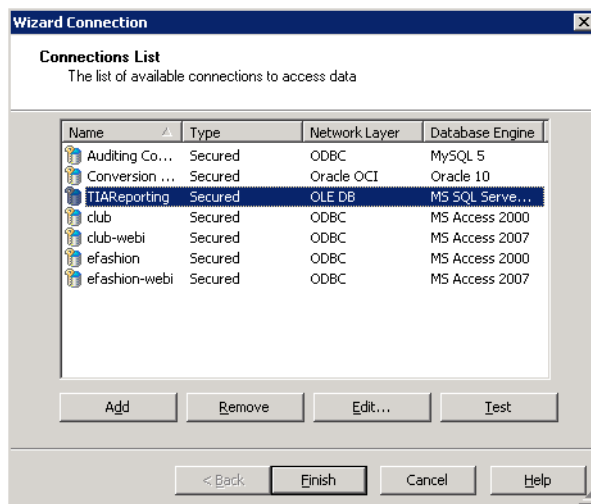 Wizard Connection
Connections List
The list of available connections to access data
Name Type Network Layer Database Engine
Auditing Co... Secured ODBC MySQL 5
Conversion ... Secured Oracle OCI Oracle 10
TIAReporting Secured OLE DB MS SQL Serve...
club Secured ODBC MS Access 2000
club-webi Secured ODBC MS Access 2007
efashion Secured ODBC MS Access 2000
efashion-webi Secured ODBC MS Access 2007
Add Remove Edit... Test
< Back Finish Cancel Help